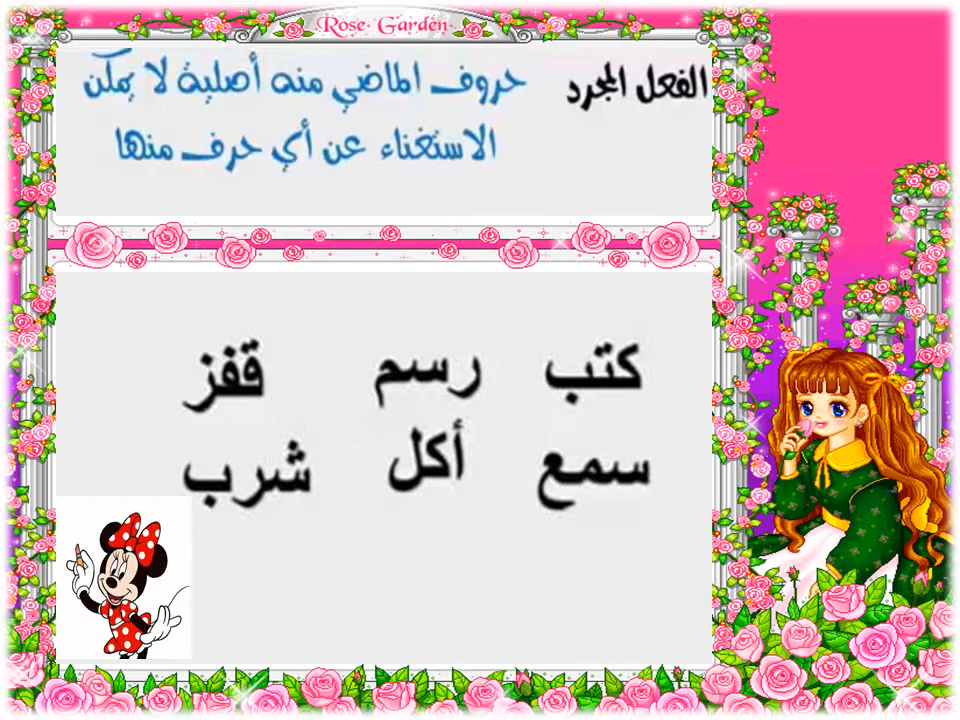 Rose Garden
الفعل المجرد حروف الماضي منه أصلية لا يمكن
الاستغناء عن أي حرف منها
كتب رسم قفز
سمع أكل شرب